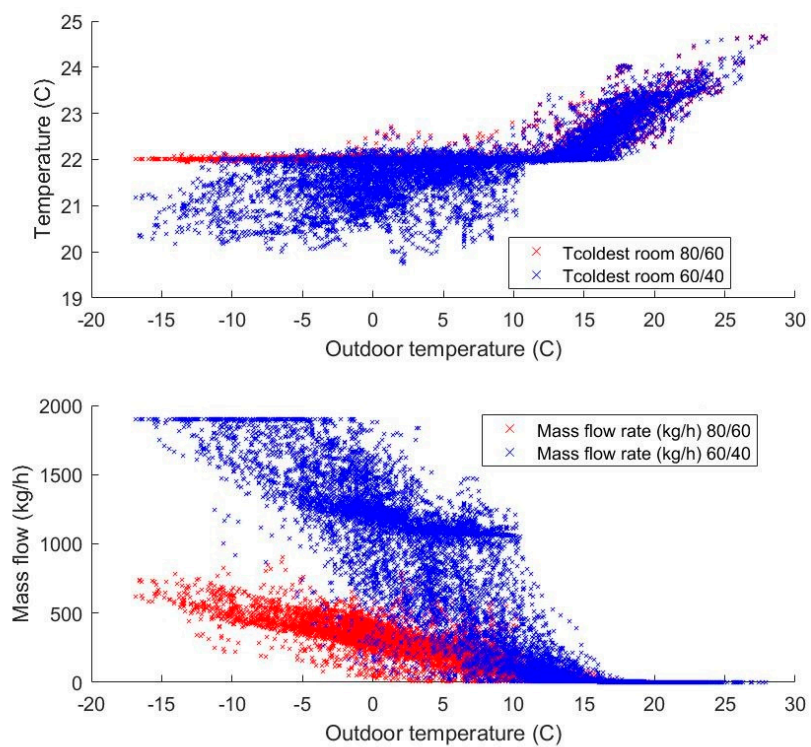 25
24
23
22
21
20
19
Temperature (C)
Tcoldest room 80/60
Tcoldest room 60/40
-20 -15 -10 -5 0 5 10 15 20 25 30
Outdoor temperature (C)
2000
1500
1000
500
0
Mass flow (kg/h)
Mass flow rate (kg/h) 80/60
Mass flow rate (kg/h) 60/40
-20 -15 -10 -5 0 5 10 15 20 25 30
Outdoor temperature (C)